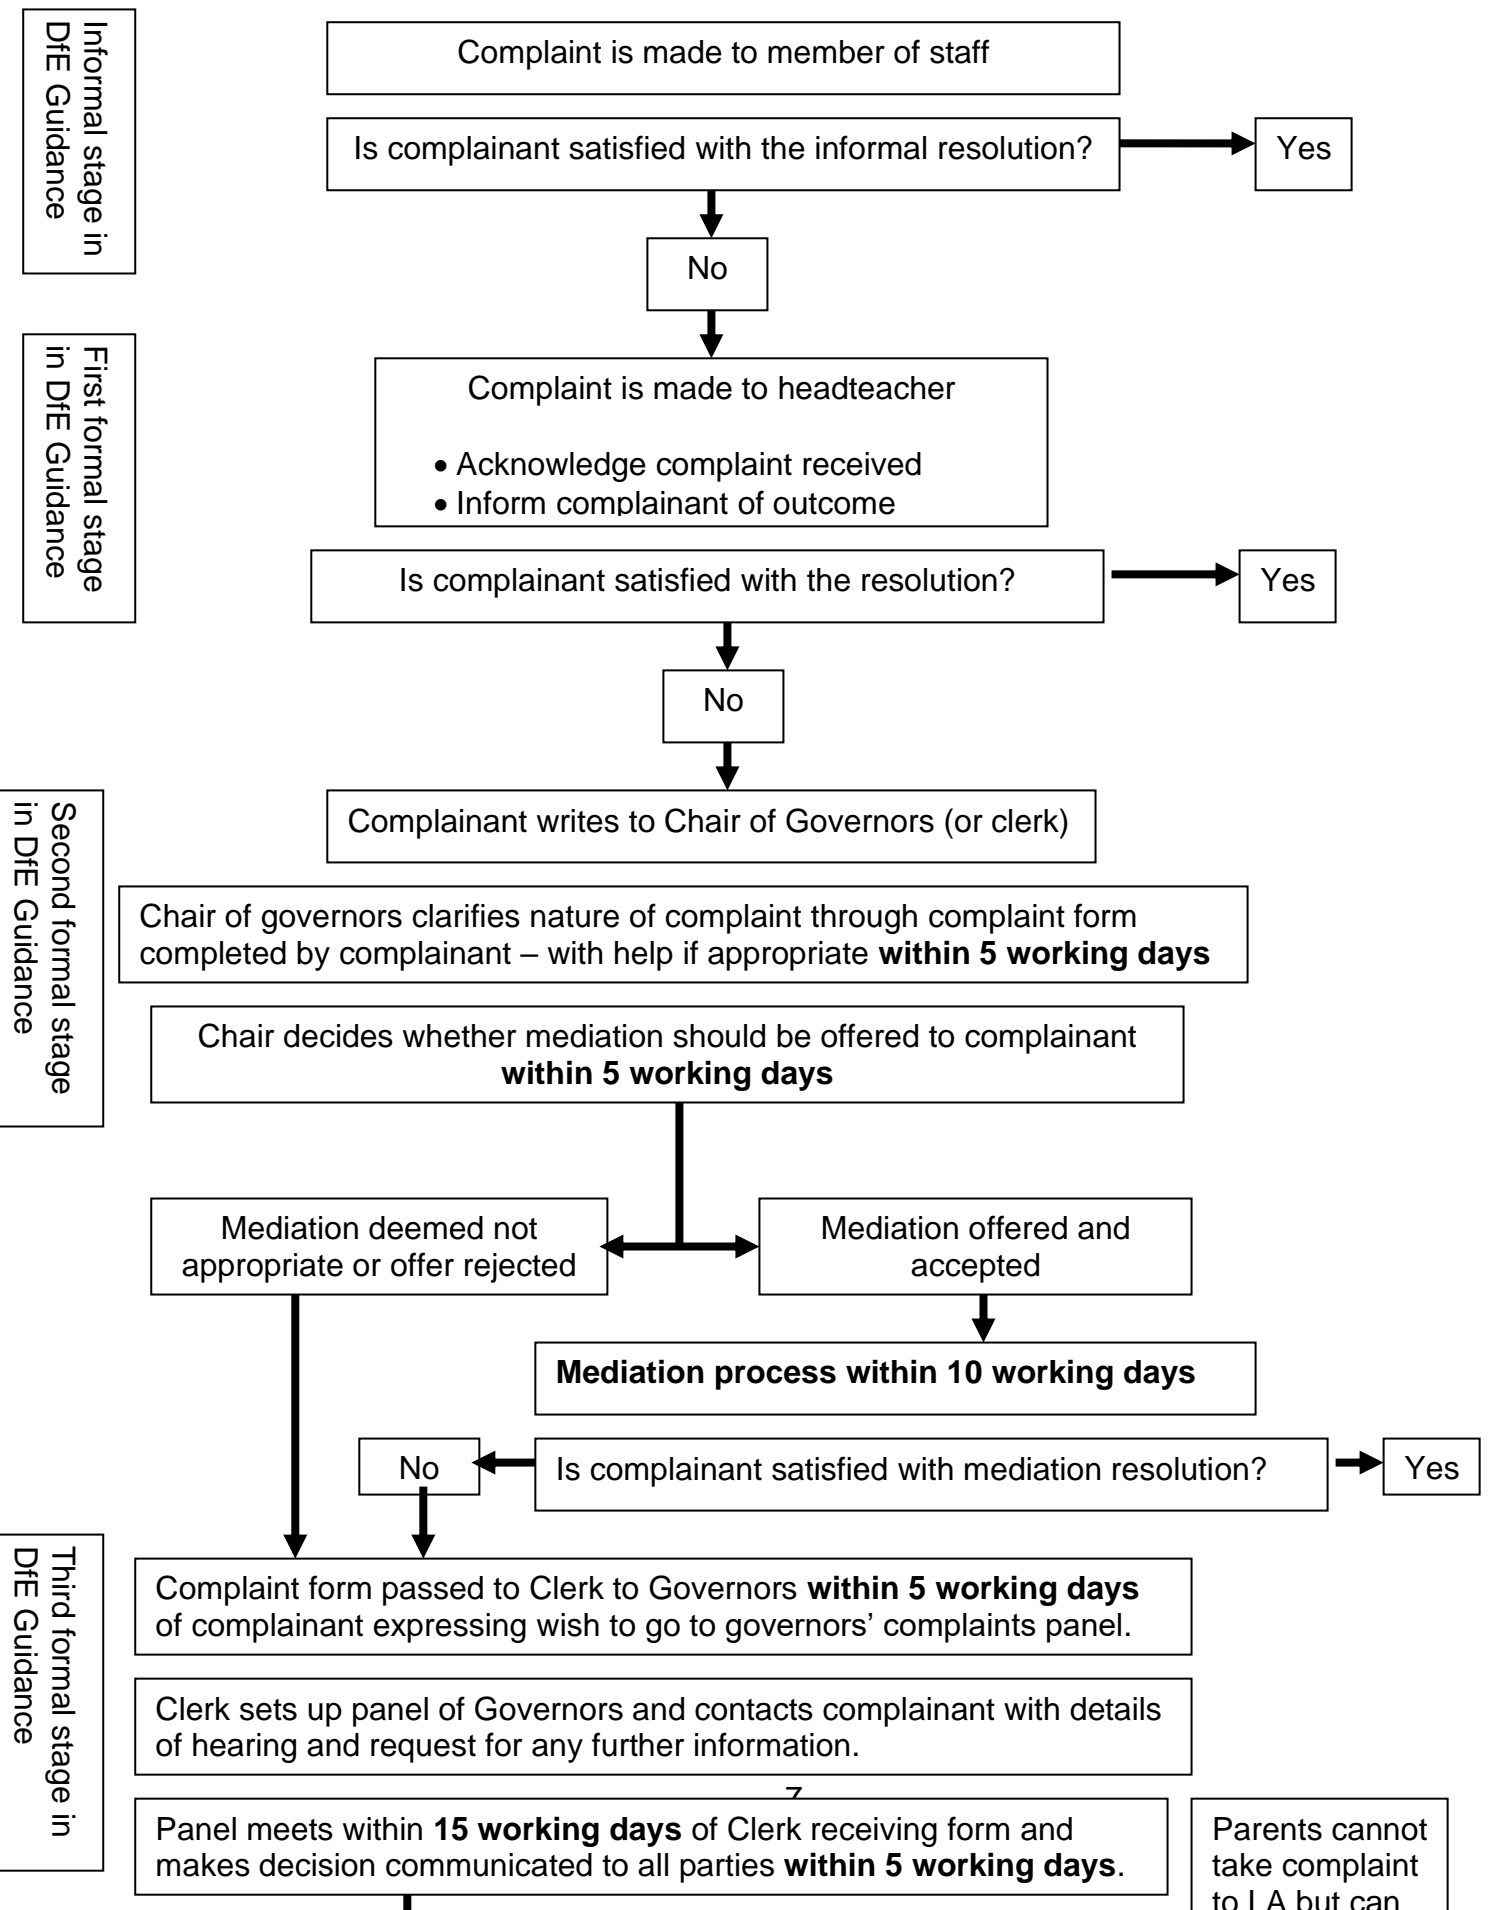 Informal stage in
DfE Guidance
Complaint is made to member of staff
Is complainant satisfied with the informal resolution?
Yes
No
First formal stage
in DfE Guidance
Complaint is made to headteacher
• Acknowledge complaint received
• Inform complainant of outcome
Is complainant satisfied with the resolution?
Yes
No
Second formal stage
in DfE Guidance
Complainant writes to Chair of Governors (or clerk)
Chair of governors clarifies nature of complaint through complaint form
completed by complainant – with help if appropriate within 5 working days
Chair decides whether mediation should be offered to complainant
within 5 working days
Mediation deemed not
appropriate or offer rejected
Mediation offered and
accepted
Mediation process within 10 working days
No
Is complainant satisfied with mediation resolution?
Yes
Third formal stage in
DfE Guidance
Complaint form passed to Clerk to Governors within 5 working days
of complainant expressing wish to go to governors’ complaints panel.
Clerk sets up panel of Governors and contacts complainant with details
of hearing and request for any further information.
Panel meets within 15 working days of Clerk receiving form and
makes decision communicated to all parties within 5 working days.
Parents cannot
take complaint
to LA but can